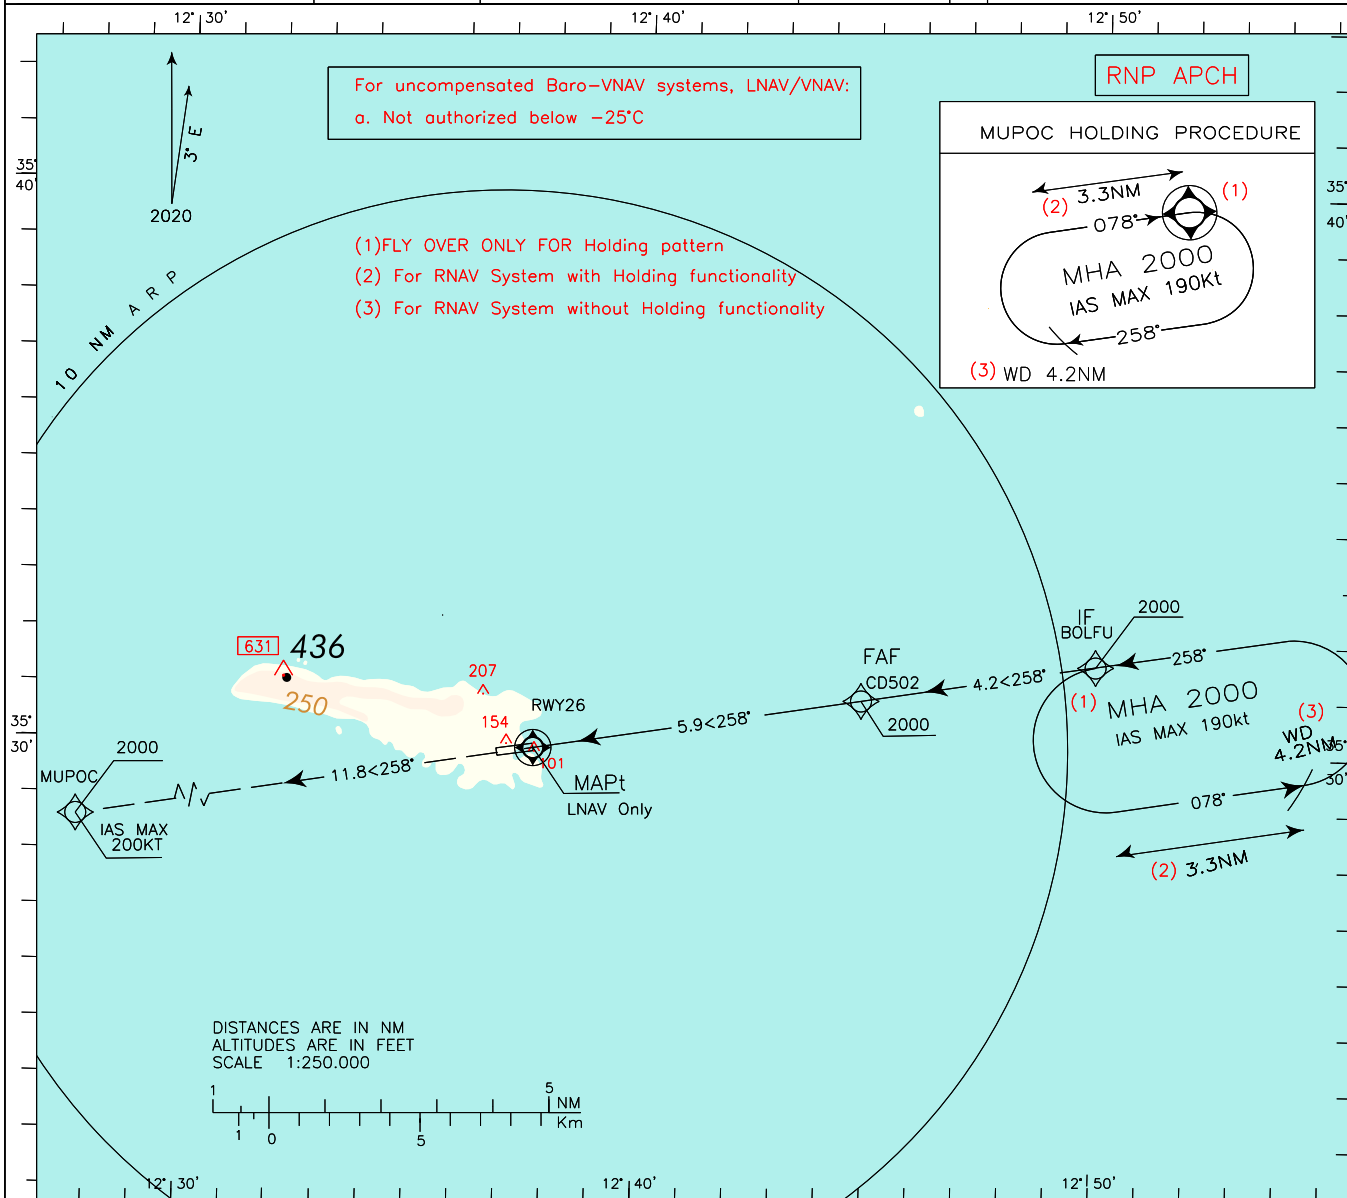 12° 30'
12° 40'
12° 50'
For uncompensated Baro-VNAV systems, LNAV/VNAV:
a. Not authorized below -25°C
RNP APCH
3° E
2020
35°
40'
35°
40'
MUPOC HOLDING PROCEDURE
3.3NM
(1)
(2)
078°
MHA 2000
IAS MAX 190Kt
258°
(3) WD 4.2NM
10 NM ARP
(1)FLY OVER ONLY FOR Holding pattern
(2) For RNAV System with Holding functionality
(3) For RNAV System without Holding functionality
631
436
250
207
154
101
RWY26
MAPt
LNAV Only
FAF
CD502
2000
IF
BOLFU
2000
258°
4.2<258°
5.9<258°
11.8<258°
(1)
MHA 2000
IAS MAX 190kt
(3)
WD
4.2NM
078°
(2) 3.3NM
35°
30'
35°
30'
2000
MUPOC
IAS MAX
200KT
DISTANCES ARE IN NM
ALTITUDES ARE IN FEET
SCALE 1:250.000
1
5
NM
Km
1
0
5
12° 30'
12° 40'
12° 50'